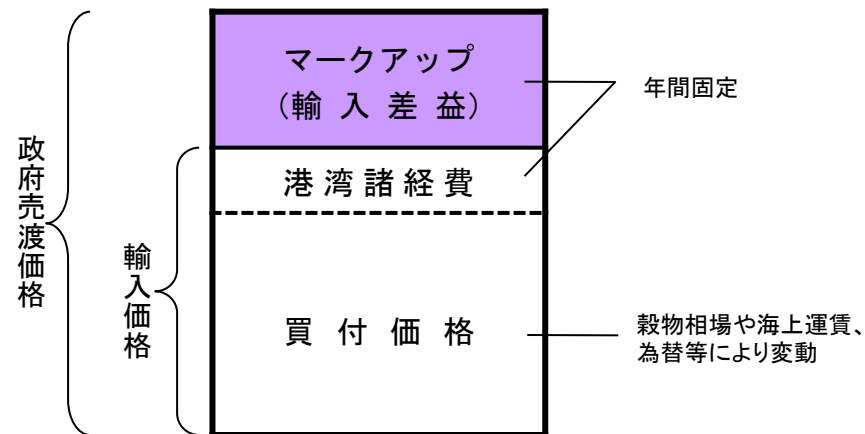 政府売渡価格
輸入価格
マークアップ
(輸入差益)
港湾諸経費
買付価格
年間固定
穀物相場や海上運賃、
為替等により変動